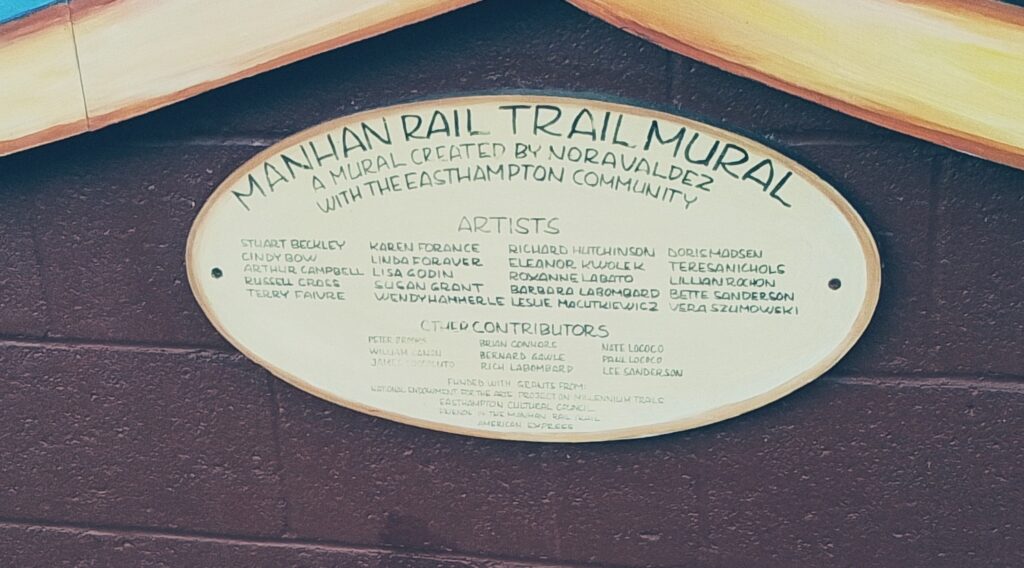 MANHAN RAIL TRAIL MURAL
A MURAL CREATED BY NORA VALDEZ
WITH THE EASTHAMPTON COMMUNITY
ARTISTS
STUART BECKLEY KAREN FORANCE RICHARD HUTCHINSON DORIS MADSEN
CINDY BOW LINDA FORAVER ELEANOR KWOLEK TERESA NICHOLS
ARTHUR CAMPBELL LISA GODIN ROXANNE LABATO LILLIAN ROCHON
RUSSELL CROSS SUSAN GRANT BARBARA LABOMBARD BETTE SANDERSON
TERRY FAIVRE WENDY HAMMERLE LESLIE MACUTKIEWICZ VERA SZUMOWSKI
OTHER CONTRIBUTORS
PETER BRIAN CONNORS NATE LOCOCO
WILLIAM BERNARD GAWLE PAUL LOCOCO
JAMES RICH LABOMBARD LEE SANDERSON
FUNDED WITH GRANTS FROM:
NATIONAL ENDOWMENT FOR THE ARTS PROJECT ON MILLENNIUM TRAILS
EASTHAMPTON CULTURAL COUNCIL
FRIENDS OF THE MANHAN RAIL TRAIL
AMERICAN EXPRESS